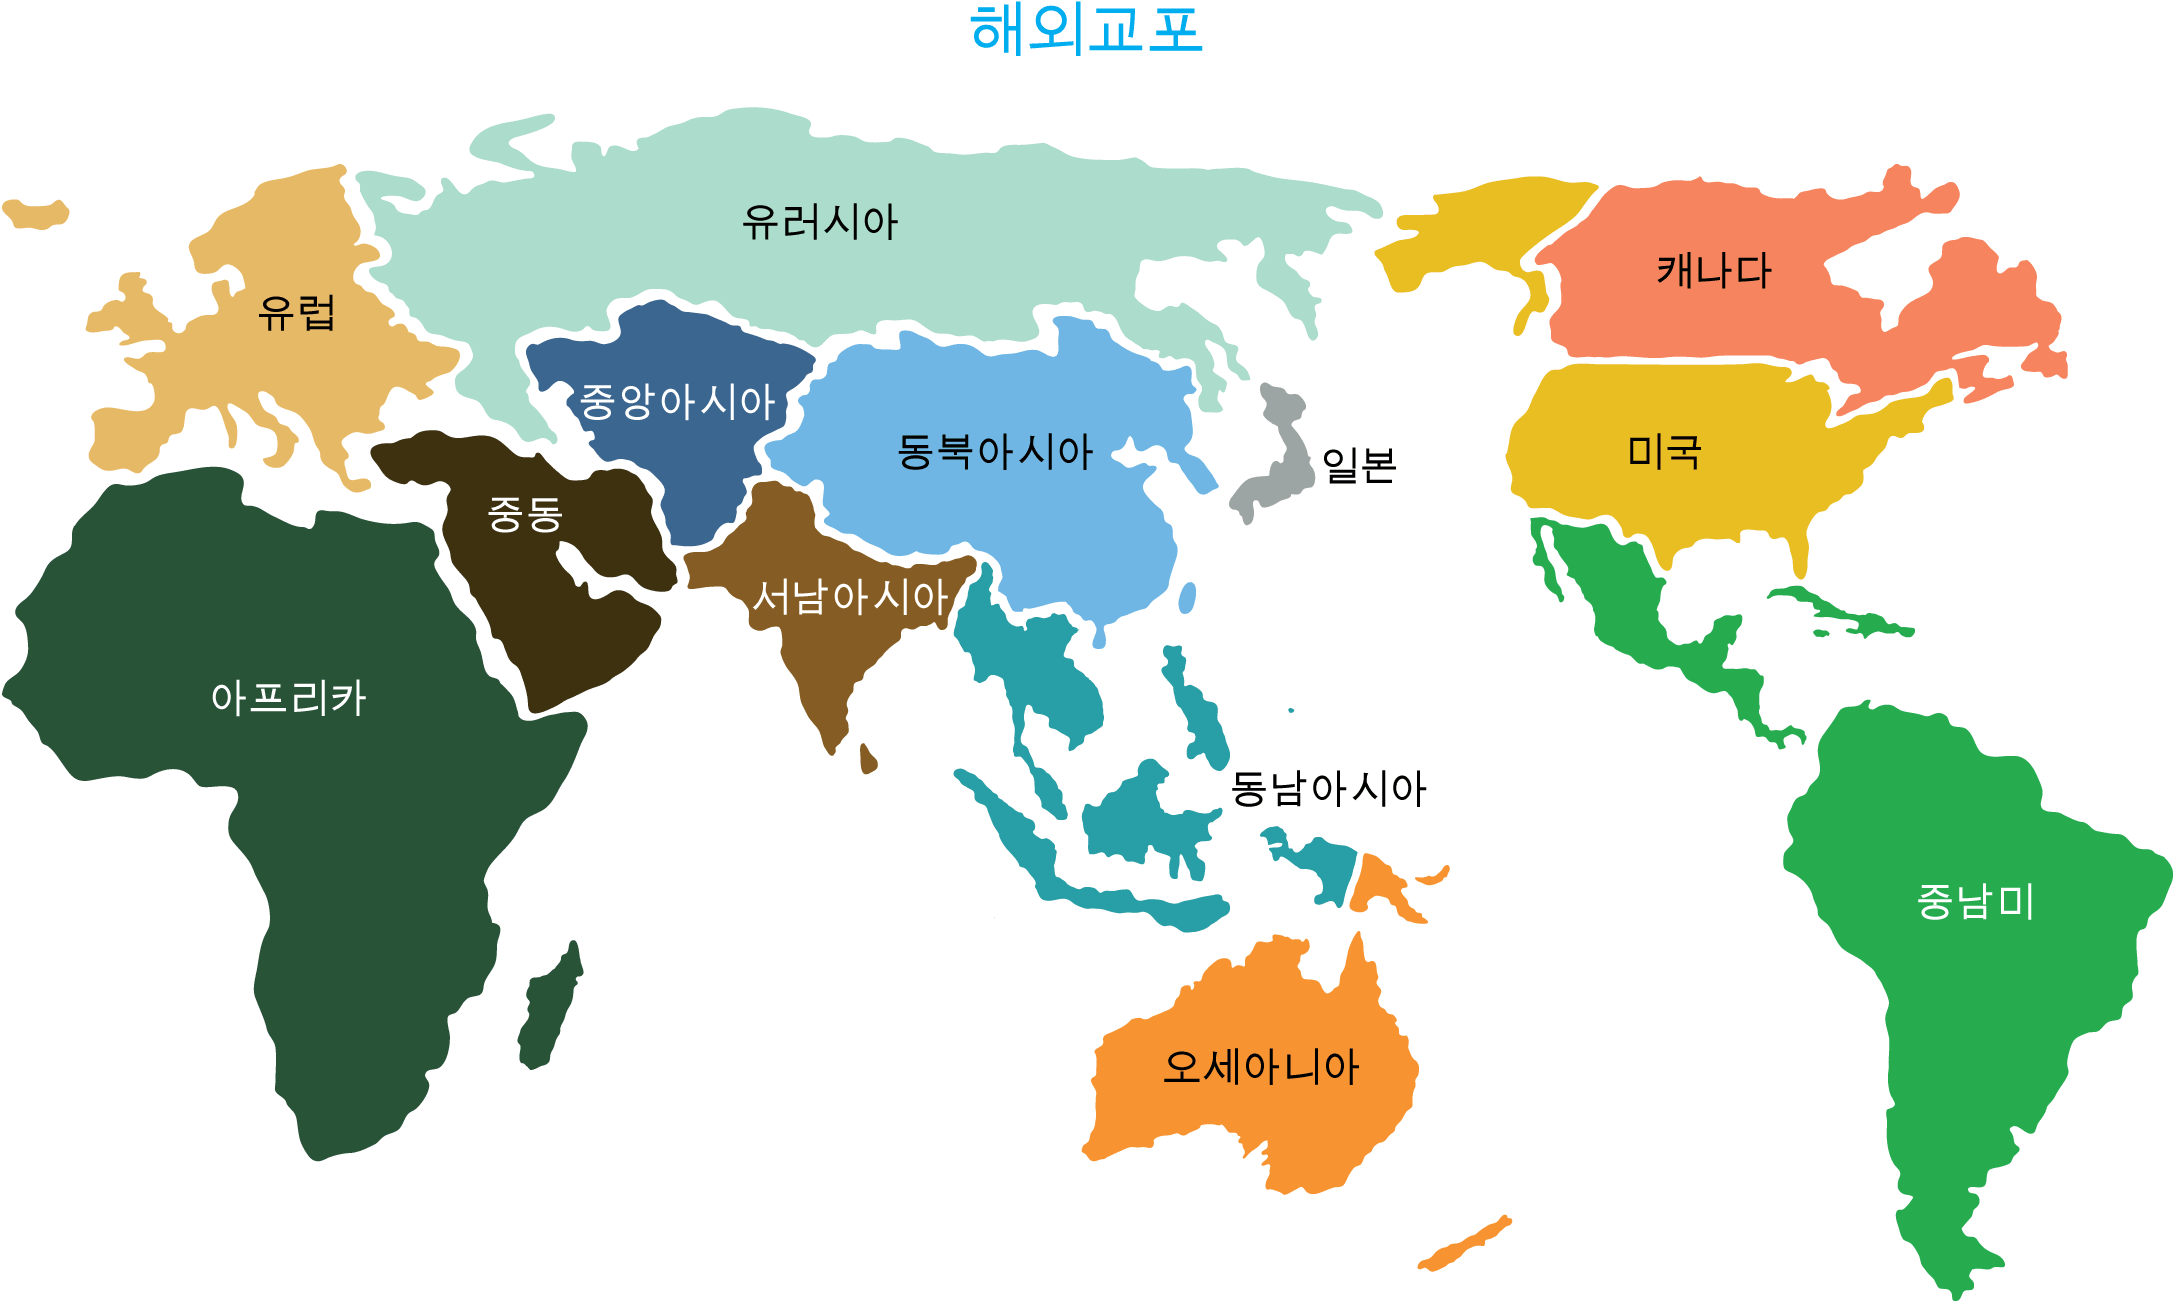 해외교포
유러시아
캐나다
유럽
중앙아시아
동북아시아
일본
미국
중동
서남아시아
아프리카
동남아시아
중남미
오세아니아